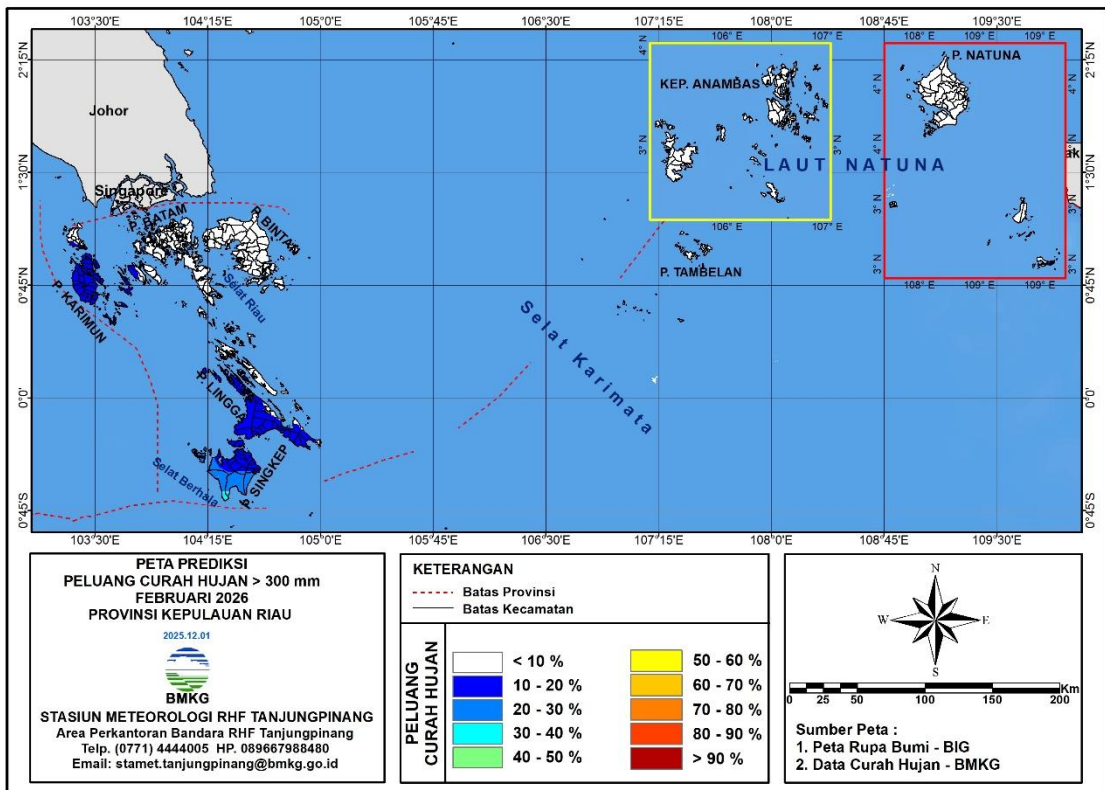 103°30'E 104°15'E 105°0'E 105°45'E 106°30'E 107°15'E 108°0'E 108°45'E 109°30'E
2°15'N
1°30'N
0°45'N
0°0'
0°45'S
2°15'N
1°30'N
0°45'N
0°0'
0°45'S
106° E 107° E
4° N
3° N
3° N
106° E 107° E
108° E 109° E 109° E
4° N
4° N
3° N
3° N
4° N
4° N
3° N
3° N
3° N
108° E 109° E 109° E
Johor
Singapore
P. BATAM
P. BINTAN
P. KARIMUN
Selat Riau
P. LINGGA
P. SINGKEP
Selat Berhala
Selat Karimata
KEP. ANAMBAS
P. NATUNA
LAUT NATUNA
ak
P. TAMBELAN
103°30'E 104°15'E 105°0'E 105°45'E 106°30'E 107°15'E 108°0'E 108°45'E 109°30'E
PETA PREDIKSI
PELUANG CURAH HUJAN > 300 mm
FEBRUARI 2026
PROVINSI KEPULAUAN RIAU
2025.12.01
BMKG
STASIUN METEOROLOGI RHF TANJUNGPINANG
Area Perkantoran Bandara RHF Tanjungpinang
Telp. (0771) 4444005 HP. 089667988480
Email: stamet.tanjungpinang@bmkg.go.id
KETERANGAN
Batas Provinsi
Batas Kecamatan
PELUANG
CURAH HUJAN
< 10 %
10 - 20 %
20 - 30 %
30 - 40 %
40 - 50 %
50 - 60 %
60 - 70 %
70 - 80 %
80 - 90 %
> 90 %
N
W E
S
0 25 50 100 150 200 Km
Sumber Peta :
1. Peta Rupa Bumi - BIG
2. Data Curah Hujan - BMKG